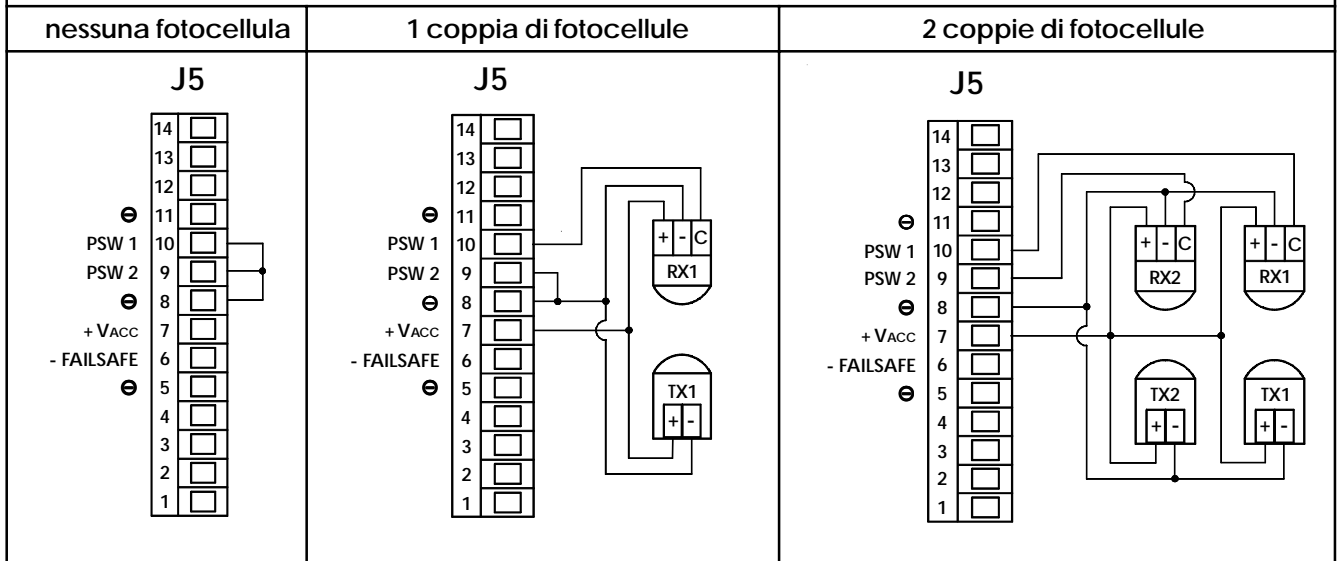 nessuna fotocellula
J5
14
13
12
⊖ 11
PSW 1 10
PSW 2 9
⊖ 8
+ VACC 7
- FAILSAFE 6
⊖ 5
4
3
2
1
1 coppia di fotocellule
J5
14
13
12
⊖ 11
PSW 1 10
PSW 2 9
⊖ 8
+ VACC 7
- FAILSAFE 6
⊖ 5
4
3
2
1
+ - C
RX1
TX1
+ -
2 coppie di fotocellule
J5
14
13
12
⊖ 11
PSW 1 10
PSW 2 9
⊖ 8
+ VACC 7
- FAILSAFE 6
⊖ 5
4
3
2
1
+ - C
RX2
+ - C
RX1
TX2
+ -
TX1
+ -